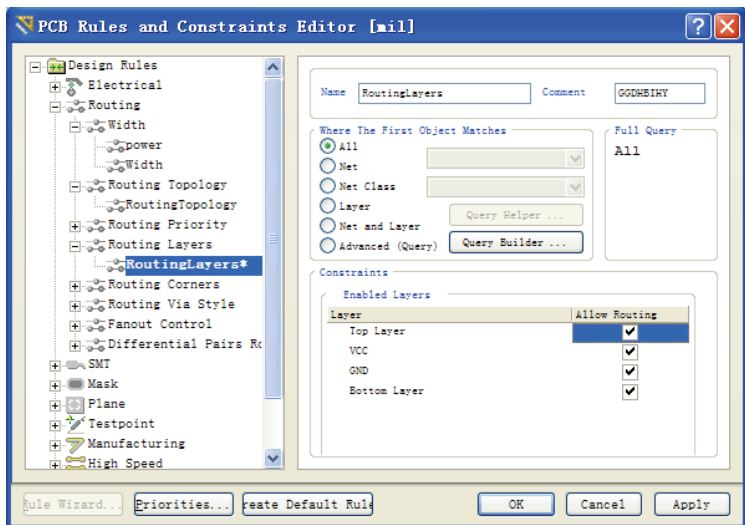 PCB Rules and Constraints Editor [mil]
Design Rules
Electrical
Routing
Width
power
Width
Routing Topology
RoutingTopology
Routing Priority
Routing Layers
RoutingLayers*
Routing Corners
Routing Via Style
Fanout Control
Differential Pairs Ro
SMT
Mask
Plane
Testpoint
Manufacturing
High Speed
Name RoutingLayers Comment GGDHBIHY
Where The First Object Matches
All
Net
Net Class
Layer
Net and Layer
Advanced (Query)
Query Helper ...
Query Builder ...
Full Query
All
Constraints
Enabled Layers
Layer Allow Routing
Top Layer
VCC
GND
Bottom Layer
Rule Wizard... Priorities... reate Default Rule OK Cancel Apply